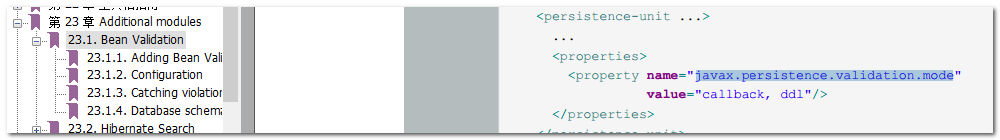 第 23 章 Additional modules
23.1. Bean Validation
23.1.1. Adding Bean Vali
23.1.2. Configuration
23.1.3. Catching violation
23.1.4. Database schema
23.2. Hibernate Search
<persistence-unit ...>
...
<properties>
<property name="javax.persistence.validation.mode"
value="callback, ddl"/>
</properties>
</persistence-unit>